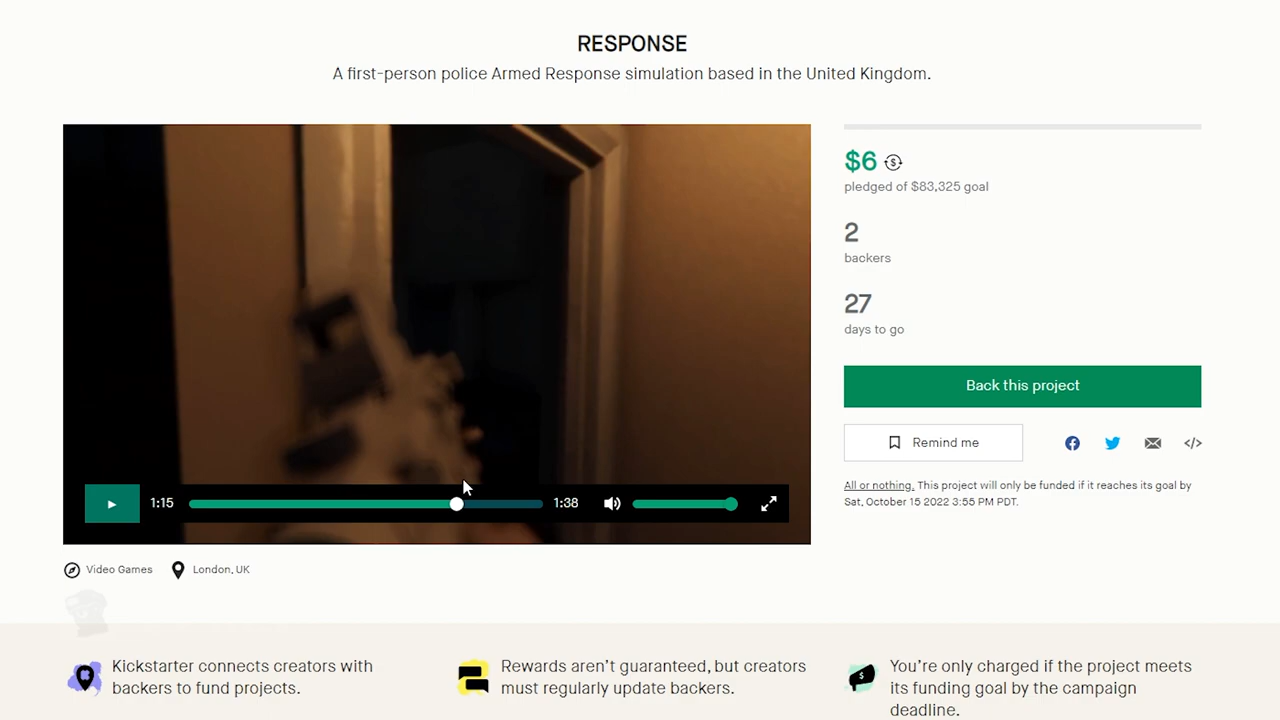 RESPONSE
A first-person police Armed Response simulation based in the United Kingdom.
$6
pledged of $83,325 goal
2
backers
27
days to go
Back this project
Remind me
All or nothing. This project will only be funded if it reaches its goal by
Sat, October 15 2022 3:55 PM PDT.
1:15
1:38
Video Games
London, UK
Kickstarter connects creators with
backers to fund projects.
Rewards aren't guaranteed, but creators
must regularly update backers.
You're only charged if the project meets
its funding goal by the campaign
deadline.